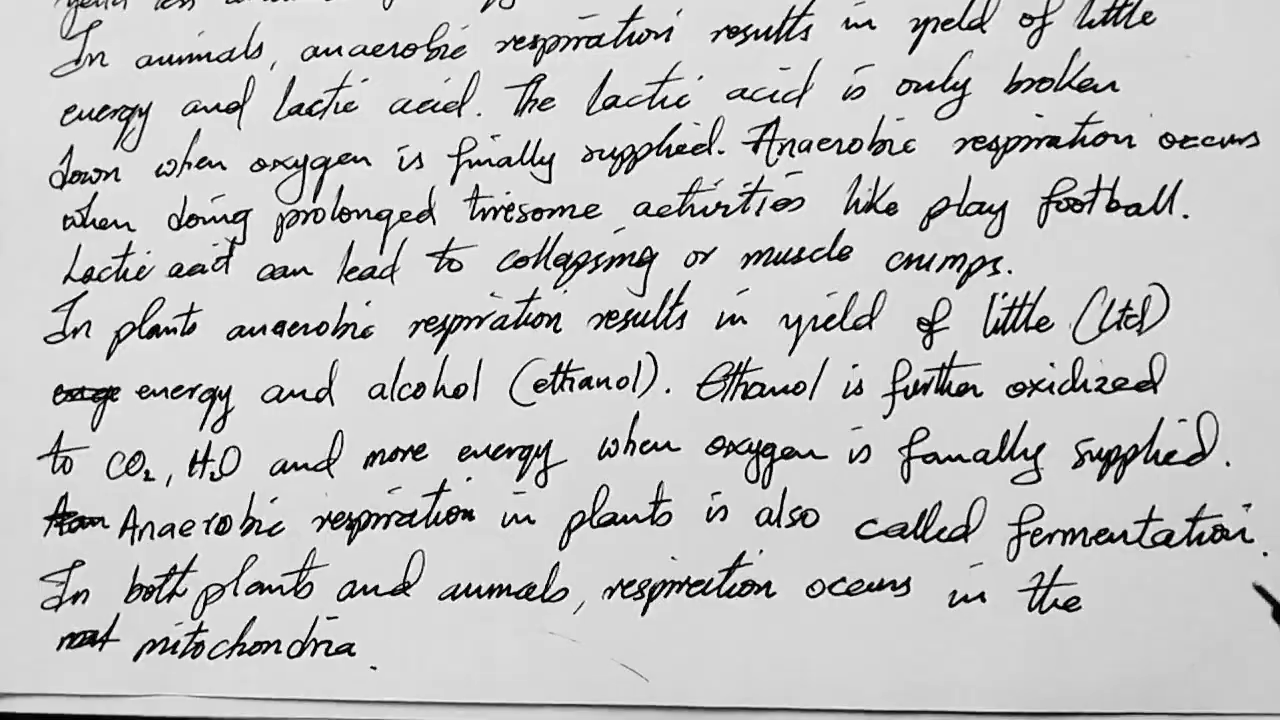 In animals, anaerobic respiration results in yield of little
energy and lactic acid. The lactic acid is only broken
down when oxygen is finally supplied. Anaerobic respiration occurs
when doing prolonged tiresome activities like play football.
Lactic acid can lead to collapsing or muscle crumps.
In plants anaerobic respiration results in yield of little (Ltd)
energy and alcohol (ethanol). Ethanol is further oxidized
to CO₂, H₂O and more energy when oxygen is fanally supplied.
Anaerobic respiration in plants is also called fermentation.
In both plants and animals, respiration occurs in the
mitochondria.